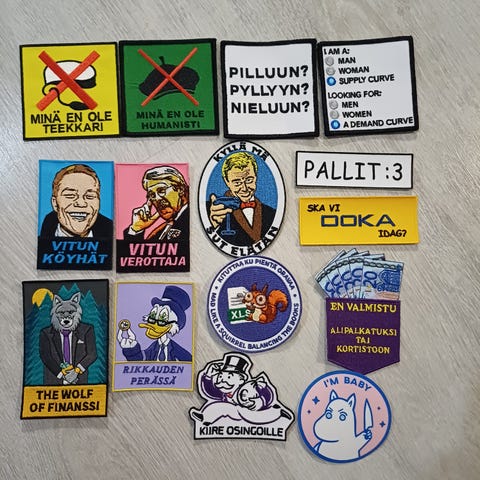 MINÄ EN OLE
TEEKKARI
MINÄ EN OLE
HUMANISTI
PILLUUN?
PYLLYYN?
NIELUUN?
I AM A:
MAN
WOMAN
SUPPLY CURVE
LOOKING FOR:
MEN
WOMEN
A DEMAND CURVE
VITUN
KÖYHÄT
VITUN
VEROTTAJA
KYLLÄ MÄ
SUT ELÄTÄN
PALLIT:3
SKA VI
DOKA
IDAG?
THE WOLF
OF FINANSSI
RIKKAUDEN
PERÄSSÄ
VITUTTAA KU PIENTÄ ORAVAA
XLS
MAD LIKE A SQUIRREL BALANCING THE BOOKS
EN VALMISTU
ALIPALKATUKSI
TAI
KORTISTOON
KIIRE OSINGOILLE
I'M BABY